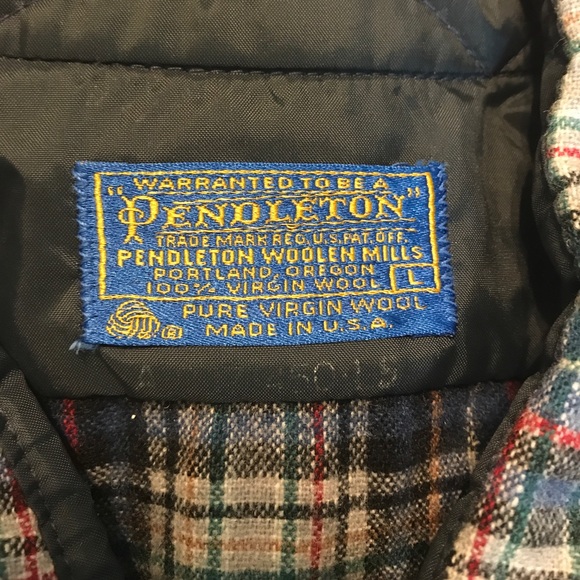 WARRANTED TO BE A
"PENDLETON"
TRADE MARK REG. U.S. PAT. OFF.
PENDLETON WOOLEN MILLS
PORTLAND, OREGON
100% VIRGIN WOOL L
PURE VIRGIN WOOL
® MADE IN U.S.A.